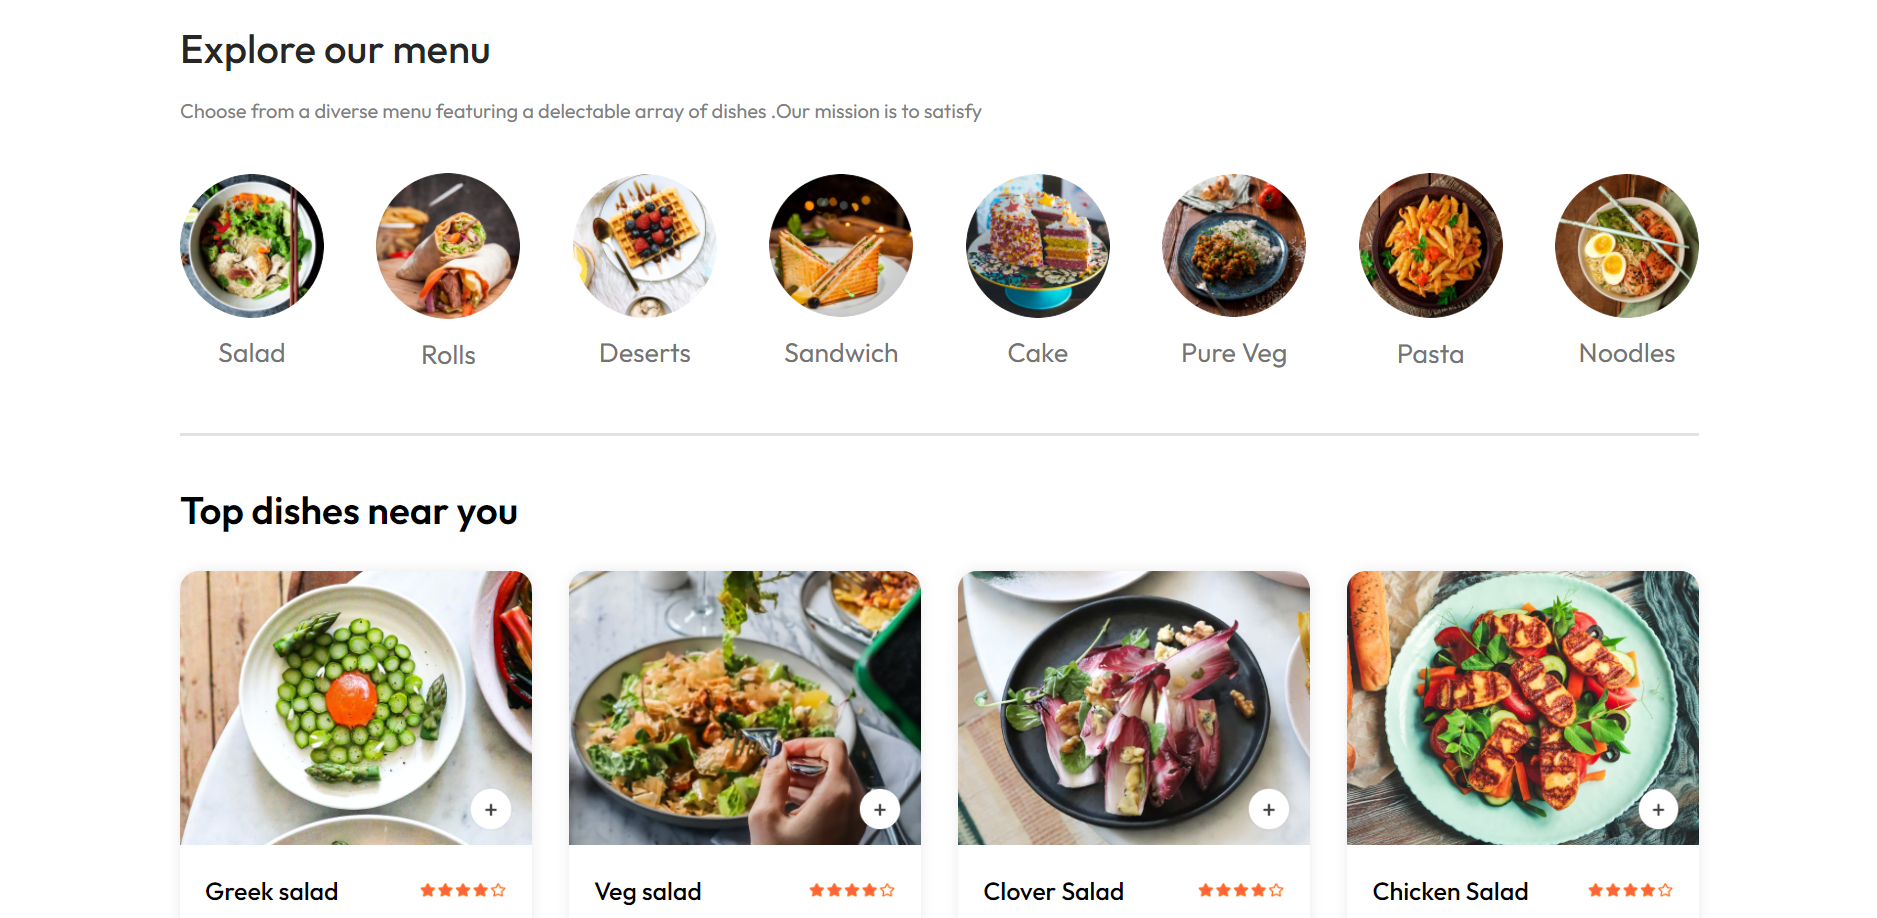 Explore our menu
Choose from a diverse menu featuring a delectable array of dishes .Our mission is to satisfy
Salad
Rolls
Deserts
Sandwich
Cake
Pure Veg
Pasta
Noodles
Top dishes near you
Greek salad
Veg salad
Clover Salad
Chicken Salad